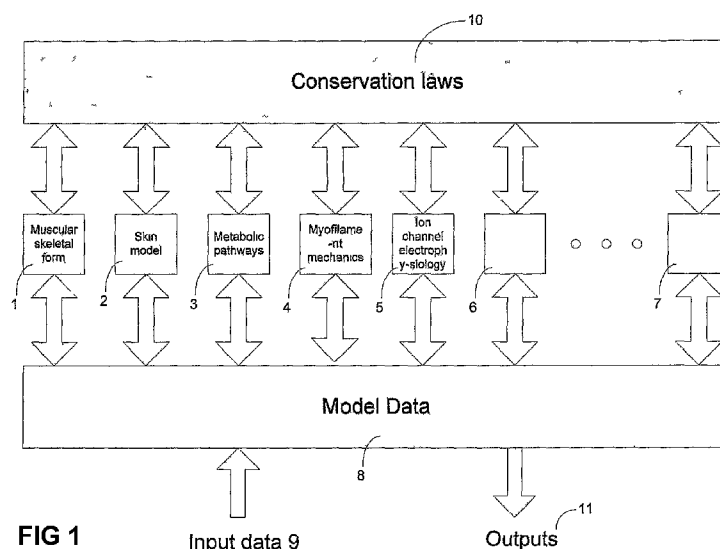 10
Conservation laws
Muscular
skeletal
form
Skin
model
Metabolic
pathways
Myofilame
-nt
mechanics
Ion
channel
electroph
y-siology
1
2
3
4
5
6
7
Model Data
8
FIG 1
Input data 9
Outputs
11